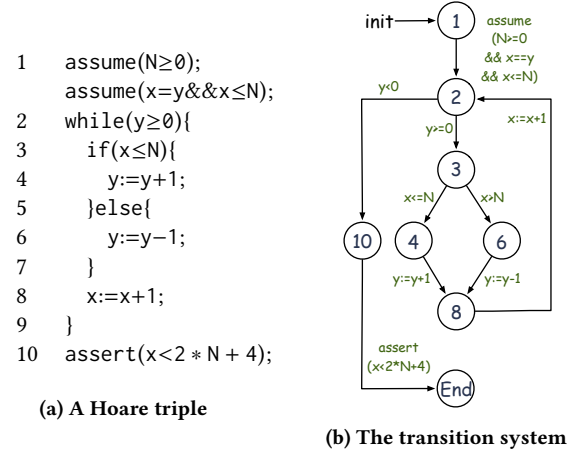 1 assume(N≥0);
assume(x=y&&x≤N);
2 while(y≥0){
3 if(x≤N){
4 y:=y+1;
5 }else{
6 y:=y−1;
7 }
8 x:=x+1;
9 }
10 assert(x<2 * N + 4);
(a) A Hoare triple
init
1
assume
(N>=0
&& x==y
&& x<=N)
y<0
2
x:=x+1
y>=0
3
x<=N
x>N
10
4
6
y:=y+1
y:=y-1
8
assert
(x<2*N+4)
End
(b) The transition system